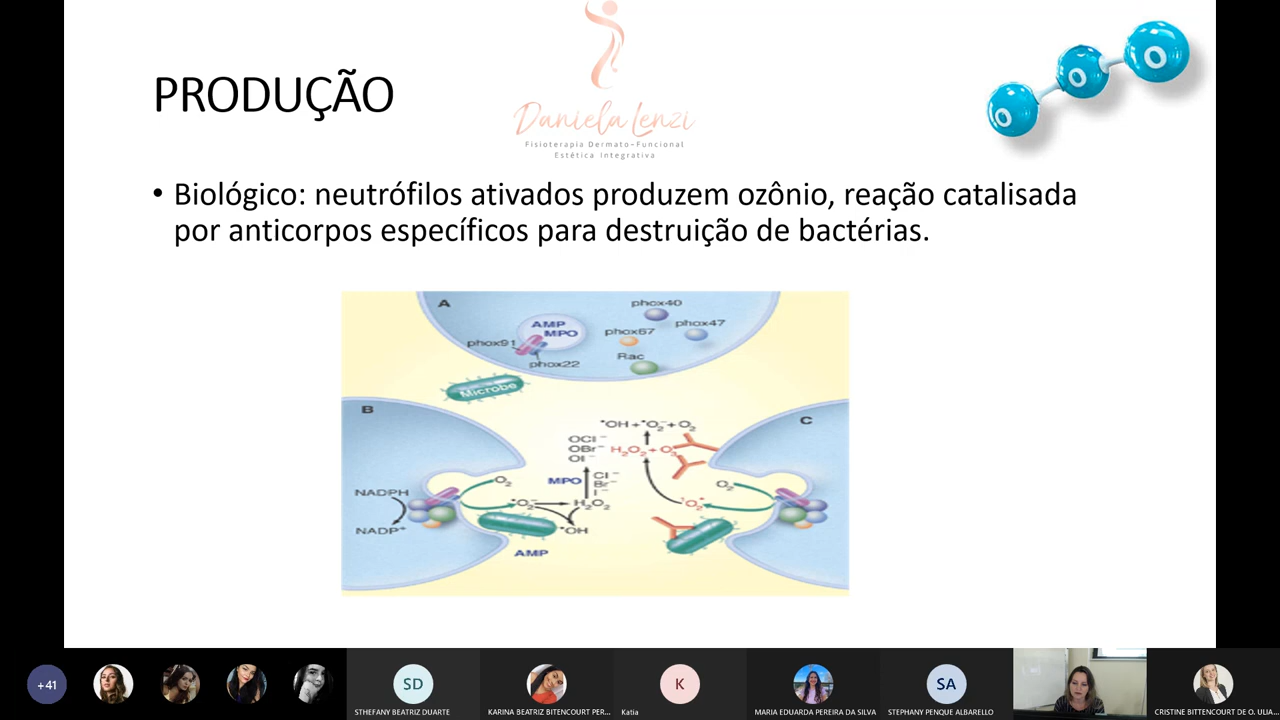 PRODUÇÃO
Daniela Lenzi
Fisioterapia Dermato-Funcional
Estética Integrativa
O
O
O
• Biológico: neutrófilos ativados produzem ozônio, reação catalisada
por anticorpos específicos para destruição de bactérias.
A
phox40
AMP
MPO
phox67
phox47
phox91
phox22
Rac
Microbe
B
C
•OH + •O₂⁻ + O₂
OCl⁻
OBr⁻
OI⁻
H₂O₂ + O₃
MPO
Cl⁻
Br⁻
I⁻
NADPH
NADP⁺
O₂
•O₂⁻
H₂O₂
•OH
AMP
O₂
¹O₂•
+41
SD
STHEFANY BEATRIZ DUARTE
KARINA BEATRIZ BITENCOURT PER...
K
Katia
MARIA EDUARDA PEREIRA DA SILVA
SA
STEPHANY PENQUE ALBARELLO
CRISTINE BITTENCOURT DE O. ULIA...